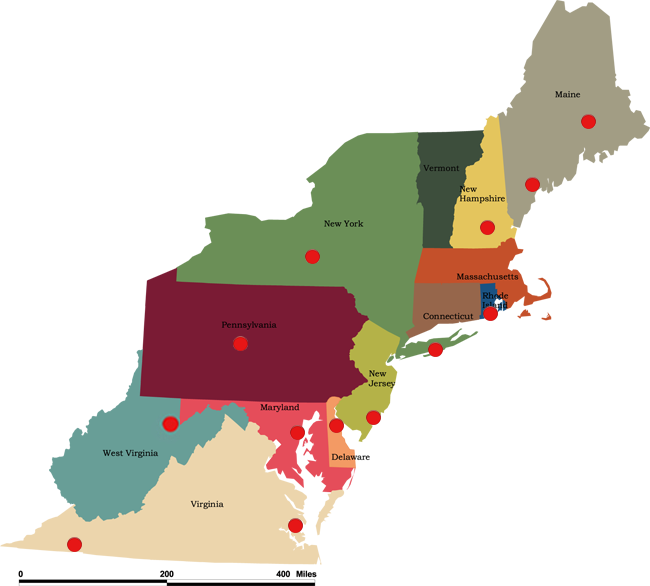 Maine
Vermont
New
Hampshire
New York
Massachusetts
Rhode
Island
Connecticut
Pennsylvania
New
Jersey
Maryland
West Virginia
Delaware
Virginia
0 200 400 Miles